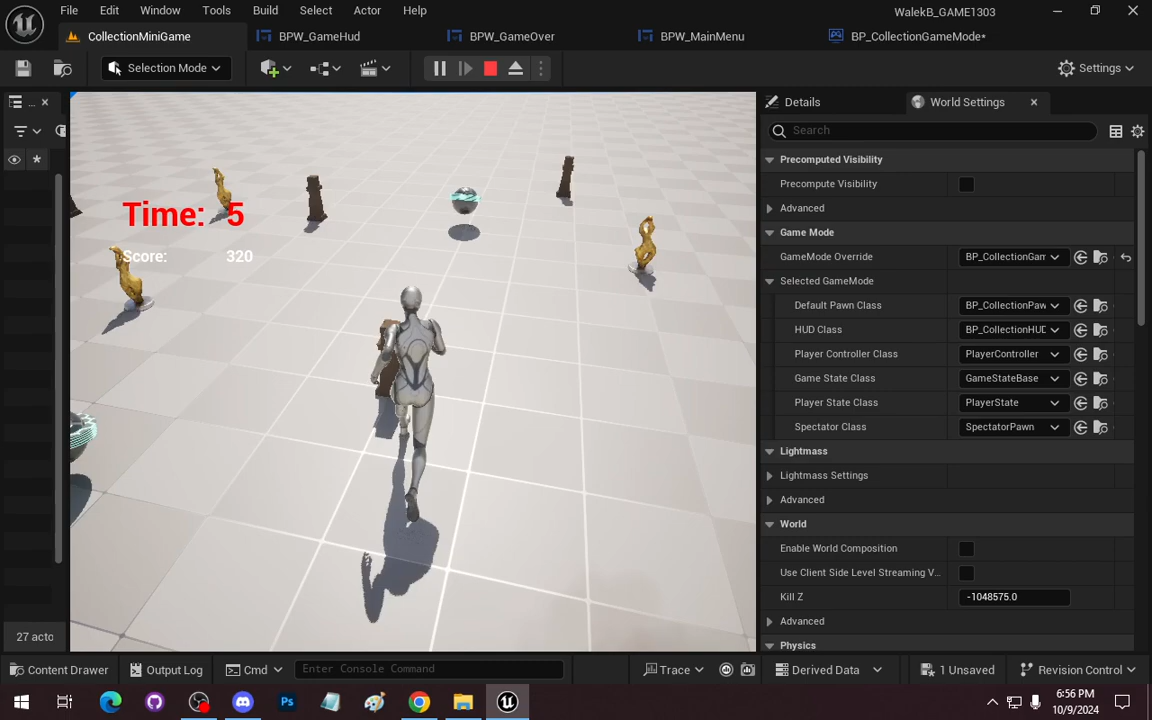 File Edit Window Tools Build Select Actor Help WalekB_GAME1303
CollectionMiniGame BPW_GameHud BPW_GameOver BPW_MainMenu BP_CollectionGameMode*
Selection Mode Settings
... Details World Settings
Search
Precomputed Visibility
Precompute Visibility
Advanced
Game Mode
GameMode Override BP_CollectionGam
Selected GameMode
Default Pawn Class BP_CollectionPaw
HUD Class BP_CollectionHUD
Player Controller Class PlayerController
Game State Class GameStateBase
Player State Class PlayerState
Spectator Class SpectatorPawn
Lightmass
Lightmass Settings
Advanced
World
Enable World Composition
Use Client Side Level Streaming V...
Kill Z -1048575.0
Advanced
Physics
Time: 5
Score: 320
27 acto
Content Drawer Output Log Cmd Enter Console Command Trace Derived Data 1 Unsaved Revision Control
6:56 PM
10/9/2024